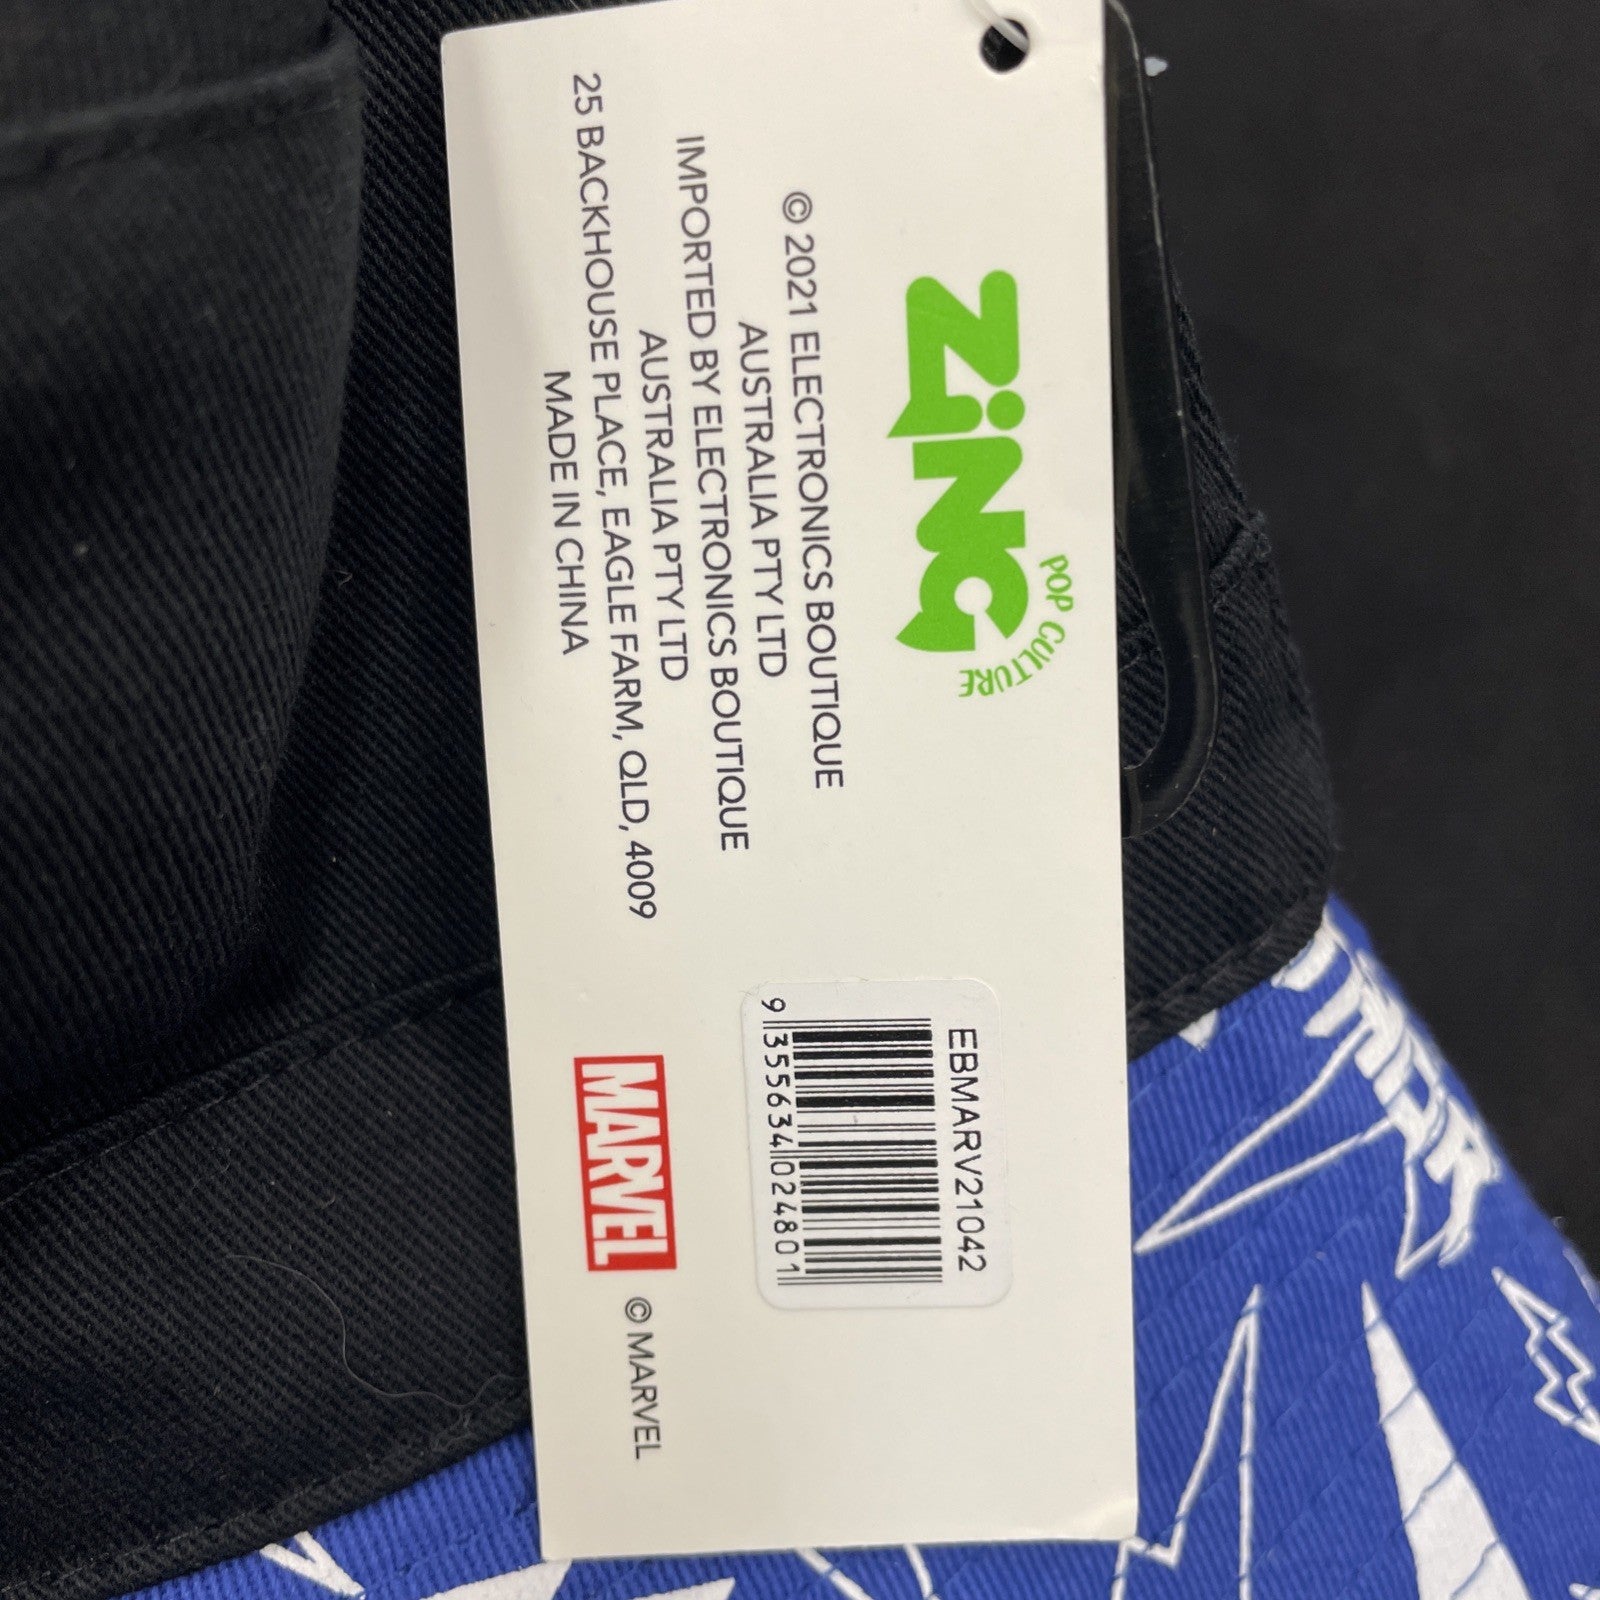 ZiNG
POP CULTURE
© 2021 ELECTRONICS BOUTIQUE
AUSTRALIA PTY LTD
IMPORTED BY ELECTRONICS BOUTIQUE
AUSTRALIA PTY LTD
25 BACKHOUSE PLACE, EAGLE FARM, QLD, 4009
MADE IN CHINA
EBMARV21042
9 355634 024801
MARVEL
© MARVEL
THOR